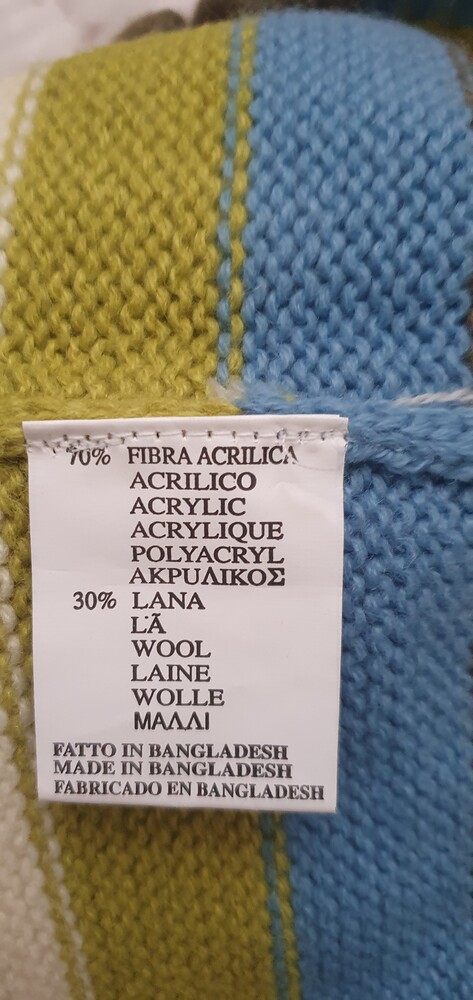 70% FIBRA ACRILICA
ACRILICO
ACRYLIC
ACRYLIQUE
POLYACRYL
ΑΚΡΥΛΙΚΟΣ
30% LANA
LÃ
WOOL
LAINE
WOLLE
ΜΑΛΛΙ
FATTO IN BANGLADESH
MADE IN BANGLADESH
FABRICADO EN BANGLADESH